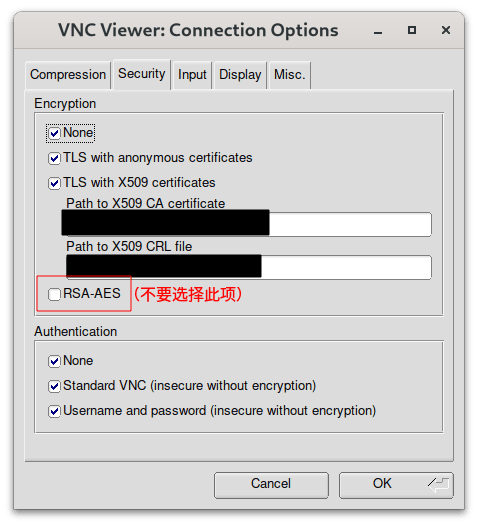 VNC Viewer: Connection Options
Compression Security Input Display Misc.
Encryption
None
TLS with anonymous certificates
TLS with X509 certificates
Path to X509 CA certificate
Path to X509 CRL file
RSA-AES (不要选择此项)
Authentication
None
Standard VNC (insecure without encryption)
Username and password (insecure without encryption)
Cancel OK